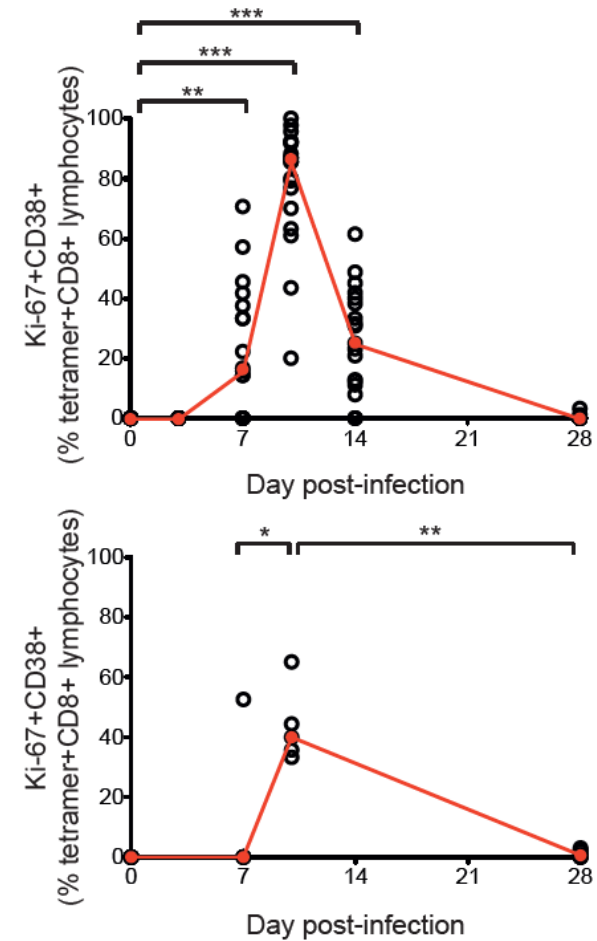 ***
***
**
Ki-67+CD38+
(% tetramer+CD8+ lymphocytes)
100
80
60
40
20
0
0 7 14 21 28
Day post-infection
* **
Ki-67+CD38+
(% tetramer+CD8+ lymphocytes)
100
80
60
40
20
0
0 7 14 21 28
Day post-infection